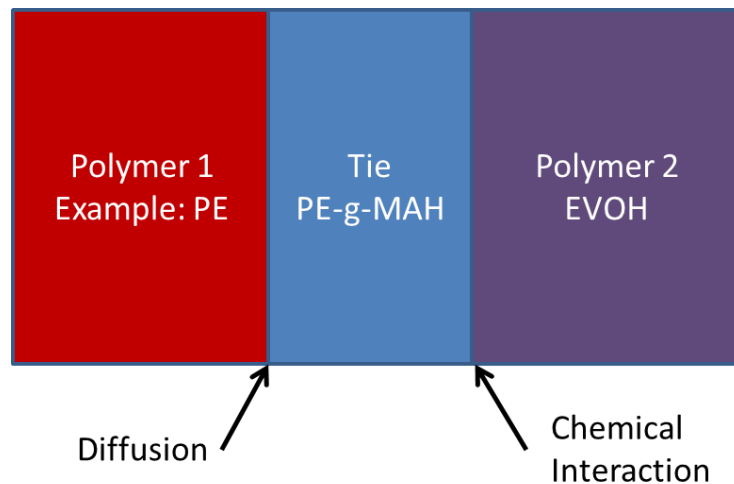 Polymer 1
Example: PE
Tie
PE-g-MAH
Polymer 2
EVOH
Diffusion
Chemical
Interaction